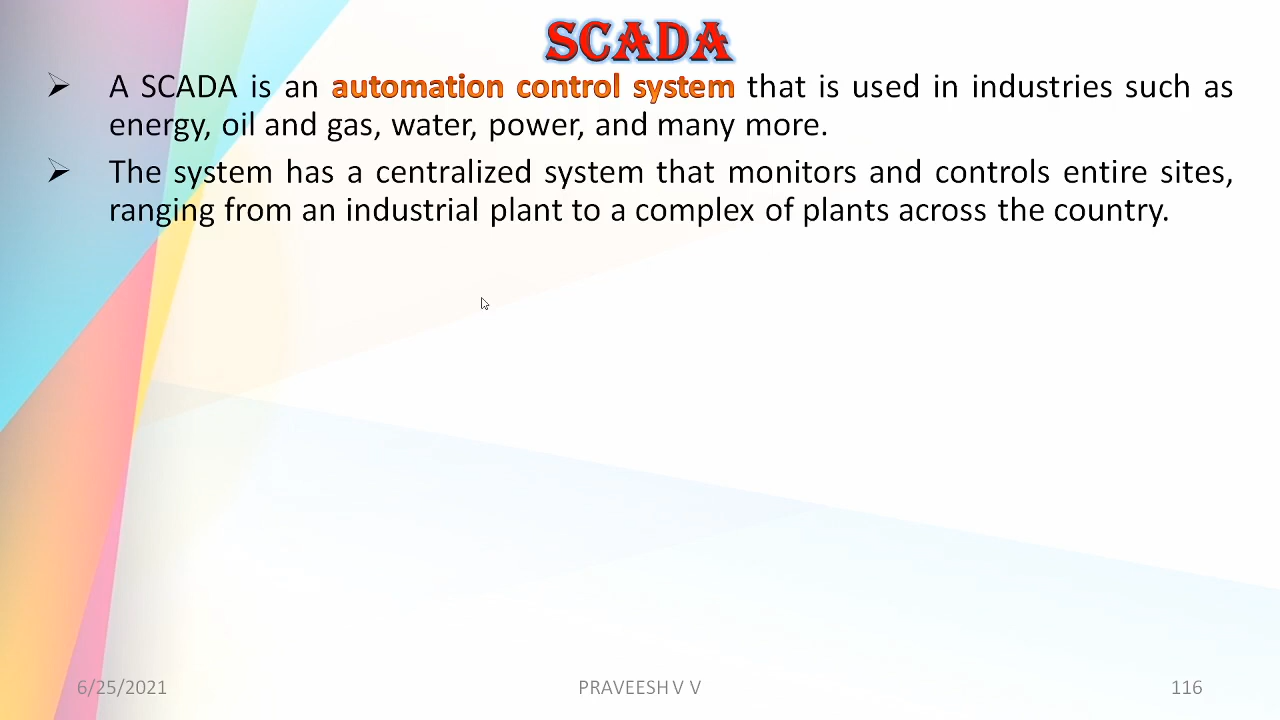 SCADA
➢ A SCADA is an automation control system that is used in industries such as
energy, oil and gas, water, power, and many more.
➢ The system has a centralized system that monitors and controls entire sites,
ranging from an industrial plant to a complex of plants across the country.
6/25/2021
PRAVEESH V V
116